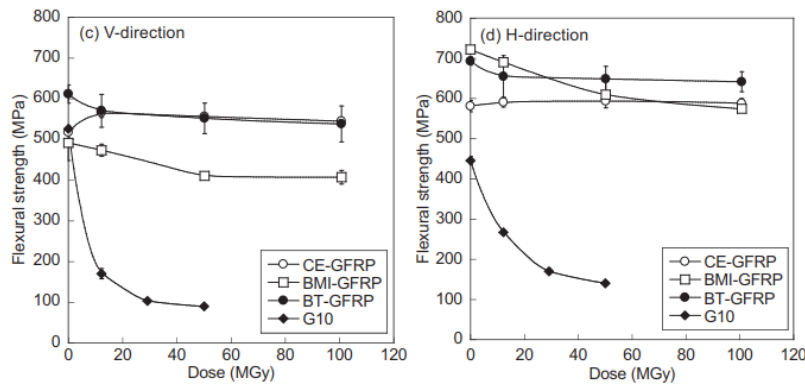 (c) V-direction
Flexural strength (MPa)
800
700
600
500
400
300
200
100
0
0 20 40 60 80 100 120
Dose (MGy)
CE-GFRP
BMI-GFRP
BT-GFRP
G10
(d) H-direction
Flexural strength (MPa)
800
700
600
500
400
300
200
100
0
0 20 40 60 80 100 120
Dose (MGy)
CE-GFRP
BMI-GFRP
BT-GFRP
G10